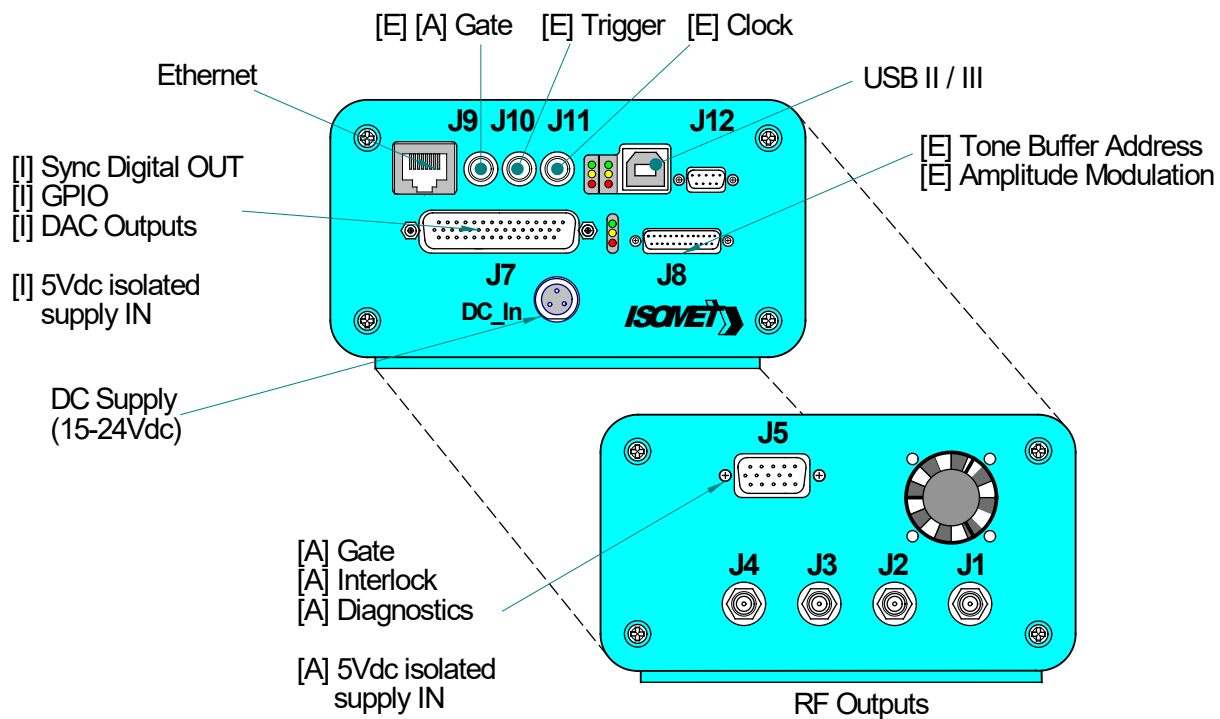 [E] [A] Gate
[E] Trigger
[E] Clock
Ethernet
USB II / III
J9
J10
J11
J12
[I] Sync Digital OUT
[I] GPIO
[I] DAC Outputs
[I] 5Vdc isolated
supply IN
[E] Tone Buffer Address
[E] Amplitude Modulation
J7
J8
DC_In
ISOMET
DC Supply
(15-24Vdc)
J5
[A] Gate
[A] Interlock
[A] Diagnostics
[A] 5Vdc isolated
supply IN
J4
J3
J2
J1
RF Outputs